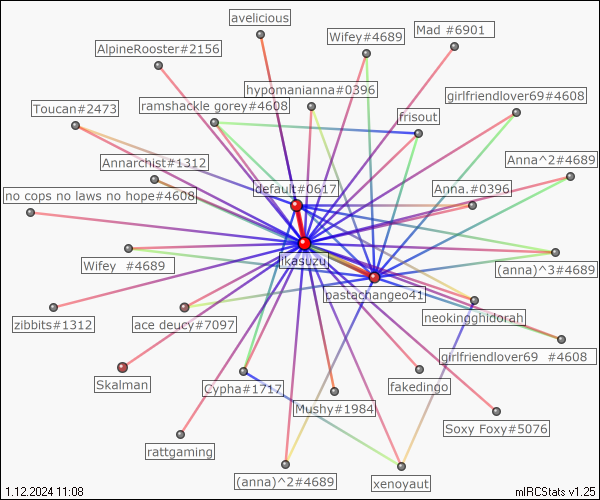 avelicious
Mad #6901
Wifey#4689
AlpineRooster#2156
hypomanianna#0396
girlfriendlover69#4608
Toucan#2473
ramshackle gorey#4608
frisout
Annarchist#1312
Anna^2#4689
default#0617
Anna.#0396
no cops no laws no hope#4608
ikasuzu
Wifey  #4689
(anna)^3#4689
pastachangeo41
neokingghidorah
zibbits#1312
ace deucy#7097
girlfriendlover69  #4608
Skalman
Cypha#1717
fakedingo
Mushy#1984
Soxy Foxy#5076
rattgaming
(anna)^2#4689
xenoyaut
1.12.2024 11:08
mIRCStats v1.25